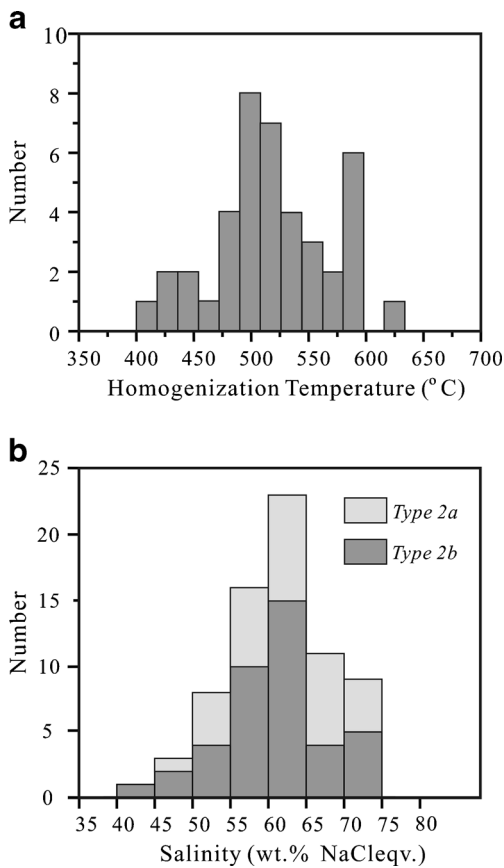 a
10
8
6
4
2
0
Number
350 400 450 500 550 600 650 700
Homogenization Temperature (°C)
b
25
20
15
10
5
0
Number
Type 2a
Type 2b
35 40 45 50 55 60 65 70 75 80
Salinity (wt.% NaCleqv.)